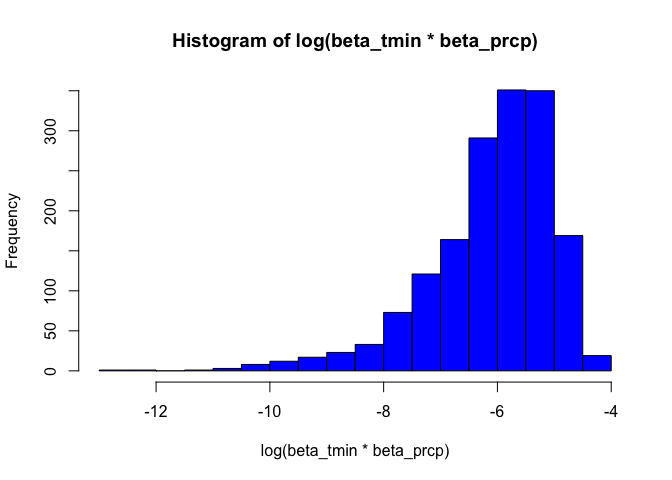 Histogram of log(beta_tmin * beta_prcp)
Frequency
300
200
100
50
0
-12 -10 -8 -6 -4
log(beta_tmin * beta_prcp)